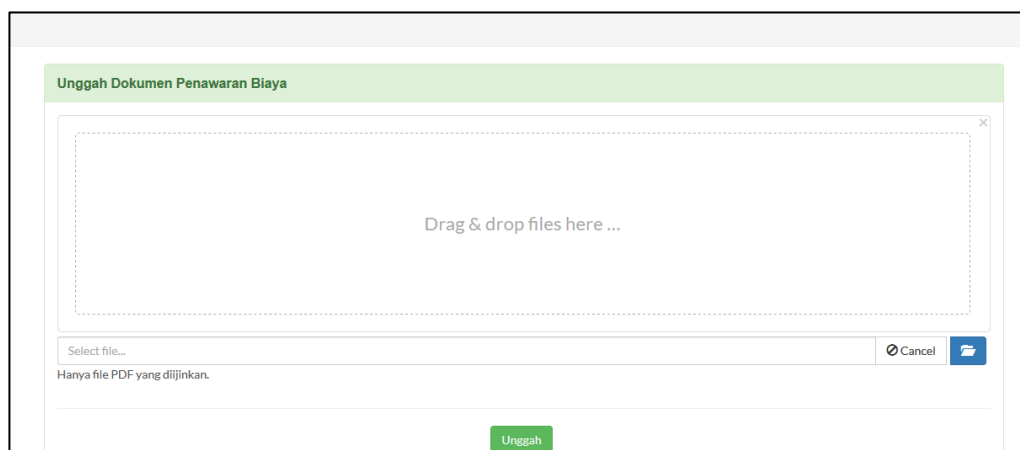 Unggah Dokumen Penawaran Biaya
×
Drag & drop files here ...
Select file...
Cancel
Hanya file PDF yang diijinkan.
Unggah